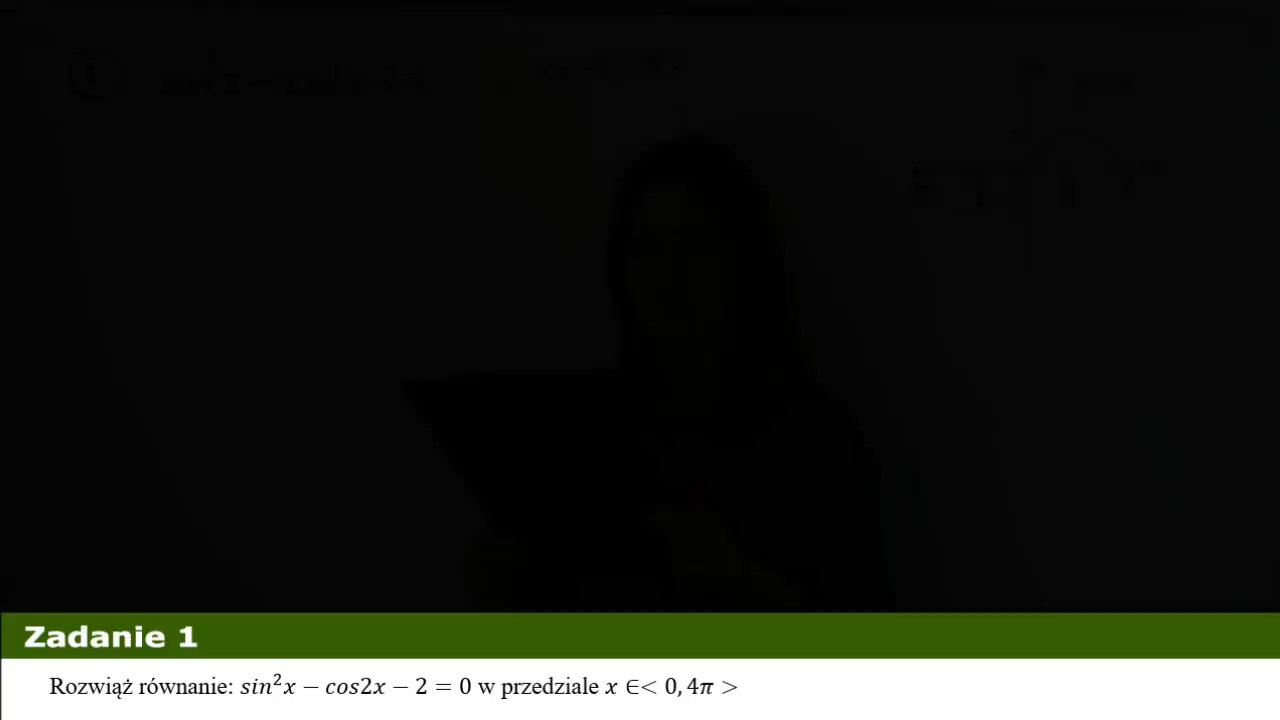 Zadanie 1
Rozwiąż równanie: sin²x − cos2x − 2 = 0 w przedziale x ∈< 0, 4π >